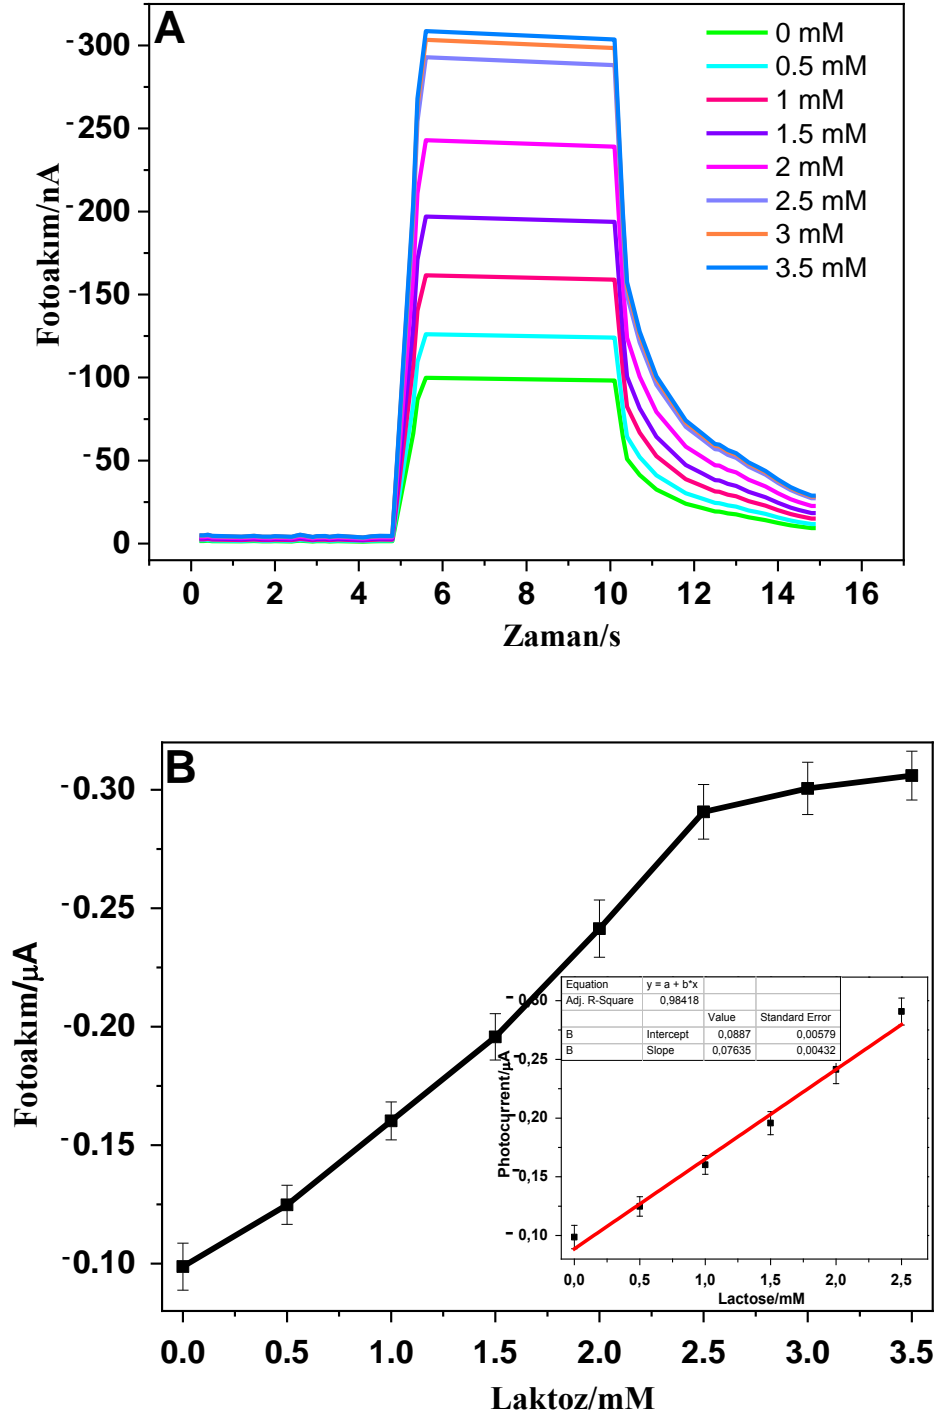 A
-300
-250
-200
-150
-100
-50
0
Fotoakım/nA
0 mM
0.5 mM
1 mM
1.5 mM
2 mM
2.5 mM
3 mM
3.5 mM
0 2 4 6 8 10 12 14 16
Zaman/s
B
-0.30
-0.25
-0.20
-0.15
-0.10
Fotoakım/µA
Equation y = a + b*x
Adj. R-Square 0,98418
Value Standard Error
B Intercept 0,0887 0,00579
B Slope 0,07635 0,00432
-0,30
-0,25
-0,20
-0,15
-0,10
Photocurrent/µA
0,0 0,5 1,0 1,5 2,0 2,5
Lactose/mM
0.0 0.5 1.0 1.5 2.0 2.5 3.0 3.5
Laktoz/mM